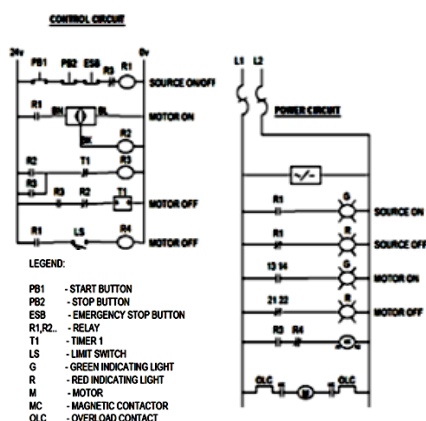 CONTROL CIRCUIT
24v 0v
PB1 PB2 ESB R3 R1
SOURCE ON/OFF
R1 BN BL MOTOR ON
BK R2
R2 T1 R3
R3
R3 R2 T1 MOTOR OFF
R1 LS R4 MOTOR OFF
LEGEND:
PB1 - START BUTTON
PB2 - STOP BUTTON
ESB - EMERGENCY STOP BUTTON
R1,R2.. - RELAY
T1 - TIMER 1
LS - LIMIT SWITCH
G - GREEN INDICATING LIGHT
R - RED INDICATING LIGHT
M - MOTOR
MC - MAGNETIC CONTACTOR
OLC - OVERLOAD CONTACT
L1 L2
POWER CIRCUIT
R1 G SOURCE ON
R1 R SOURCE OFF
13 14 G MOTOR ON
21 22 R MOTOR OFF
R3 R4
OLC M OLC